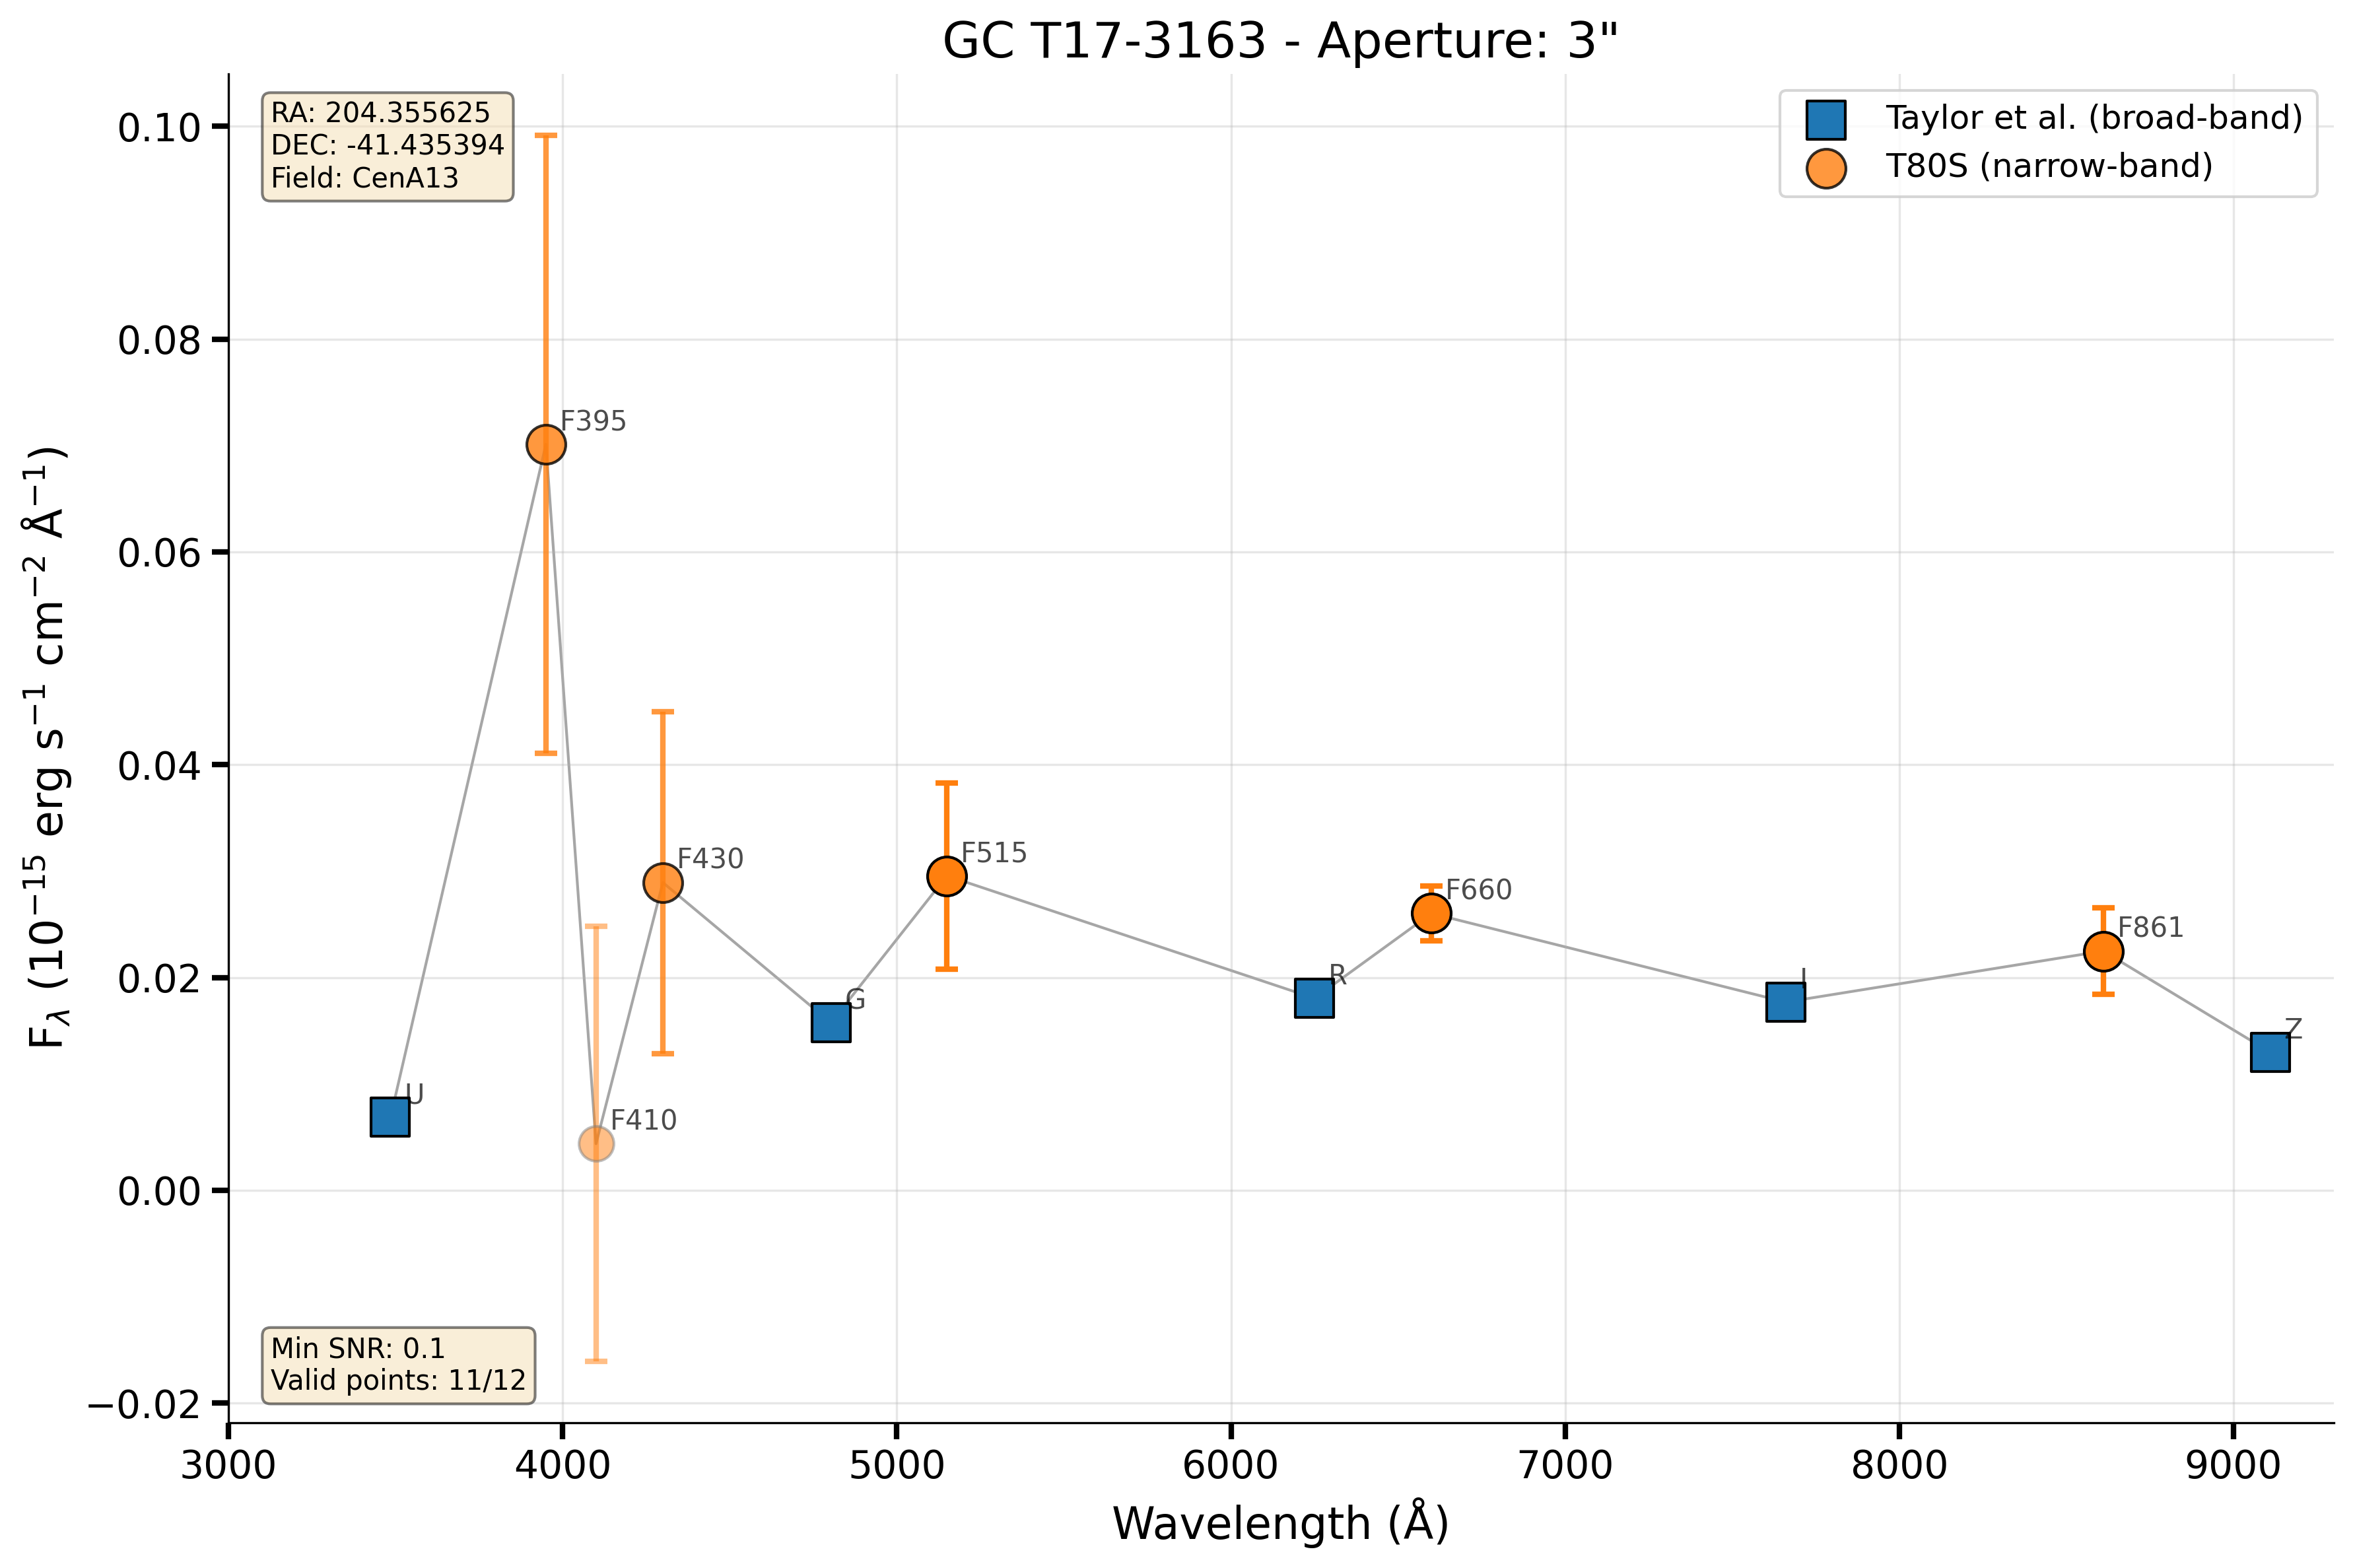 GC T17-3163 - Aperture: 3"
RA: 204.355625
DEC: -41.435394
Field: CenA13
Taylor et al. (broad-band)
T80S (narrow-band)
0.10
0.08
0.06
0.04
0.02
0.00
−0.02
F_λ (10⁻¹⁵ erg s⁻¹ cm⁻² Å⁻¹)
U
F395
F410
F430
G
F515
R
F660
I
F861
Z
Min SNR: 0.1
Valid points: 11/12
3000 4000 5000 6000 7000 8000 9000
Wavelength (Å)